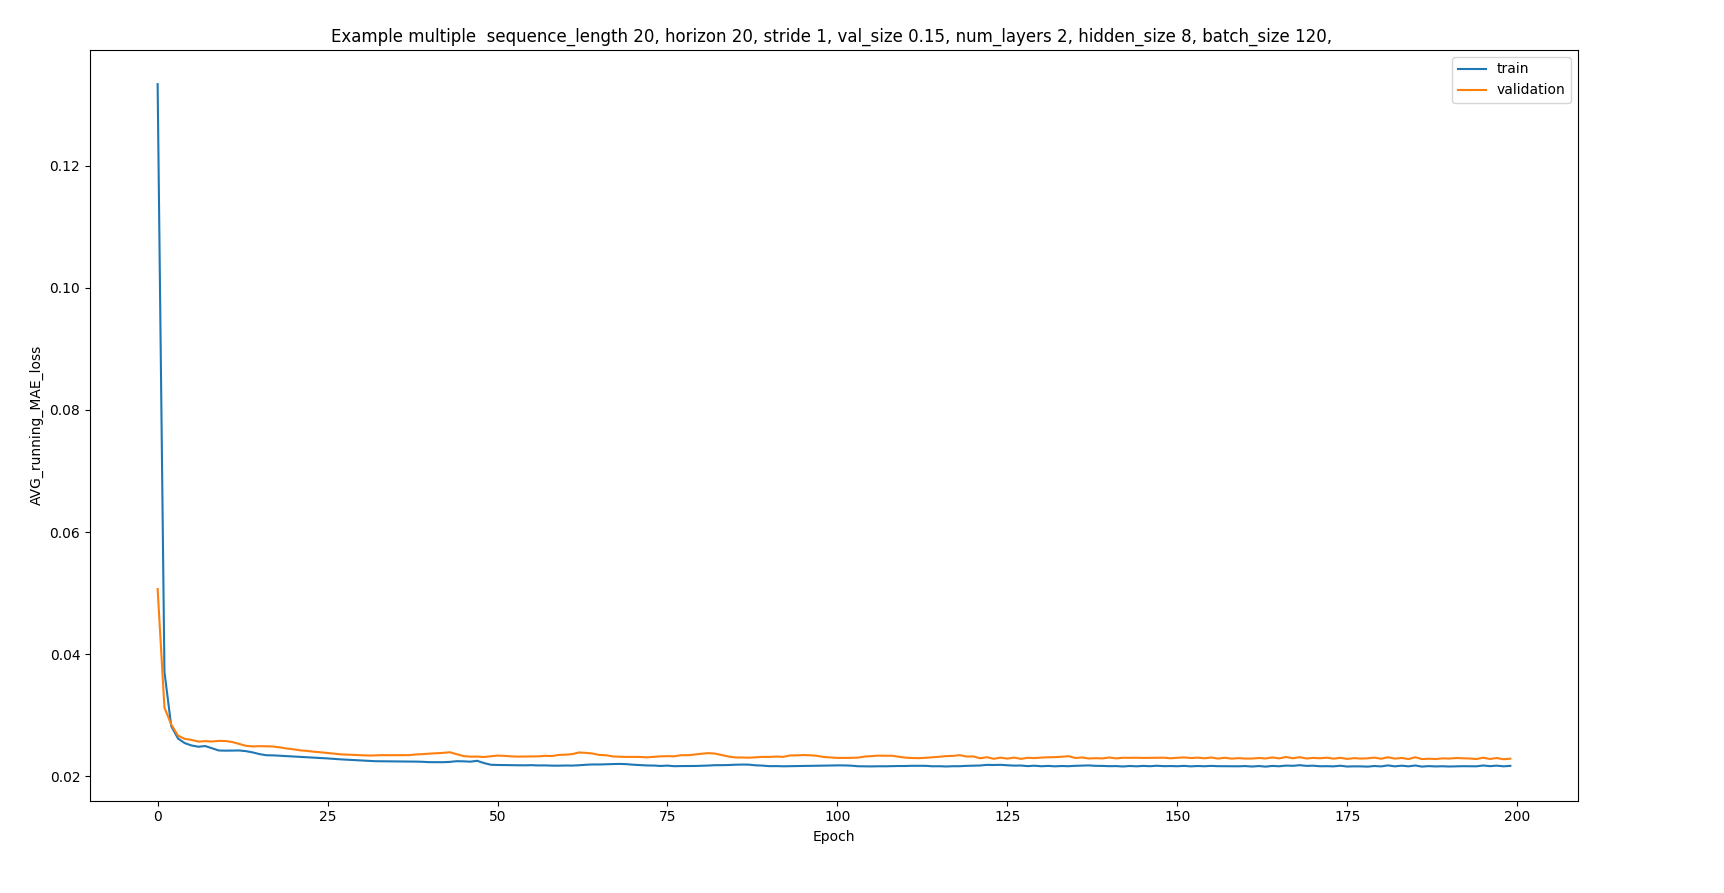 Example multiple  sequence_length 20, horizon 20, stride 1, val_size 0.15, num_layers 2, hidden_size 8, batch_size 120,
train
validation
0.12
0.10
0.08
0.06
0.04
0.02
AVG_running_MAE_loss
0 25 50 75 100 125 150 175 200
Epoch